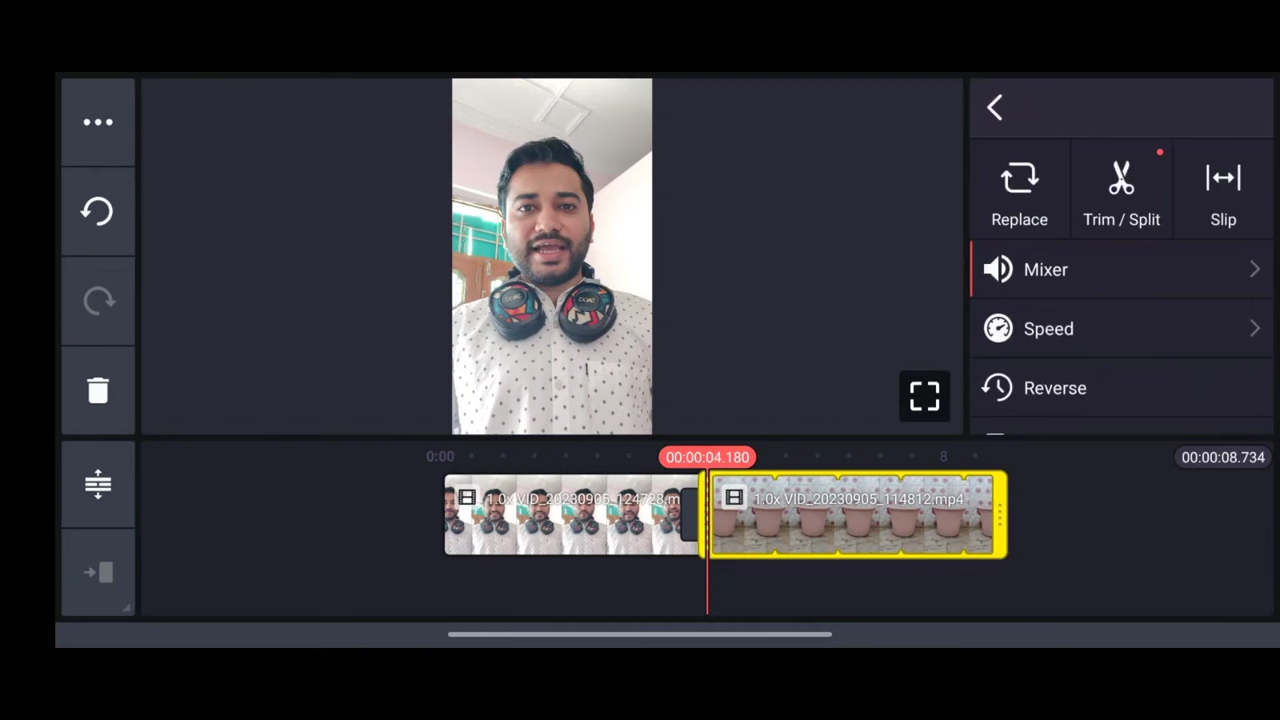 Replace
Trim / Split
Slip
Mixer
Speed
Reverse
0:00
00:00:04.180
8
00:00:08.734
1.0x VID_20230905_124728.m
1.0x VID_20230905_114812.mp4